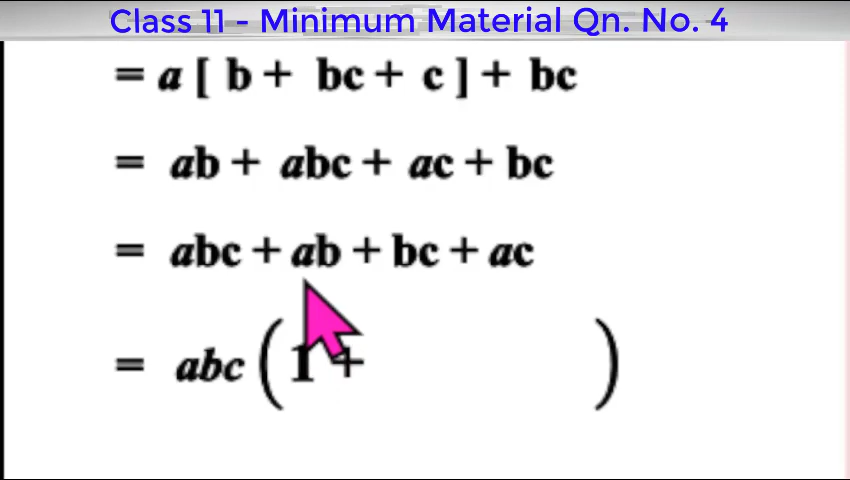 Class 11 - Minimum Material Qn. No. 4
= a [ b + bc + c ] + bc
= ab + abc + ac + bc
= abc + ab + bc + ac
= abc ( 1 + )